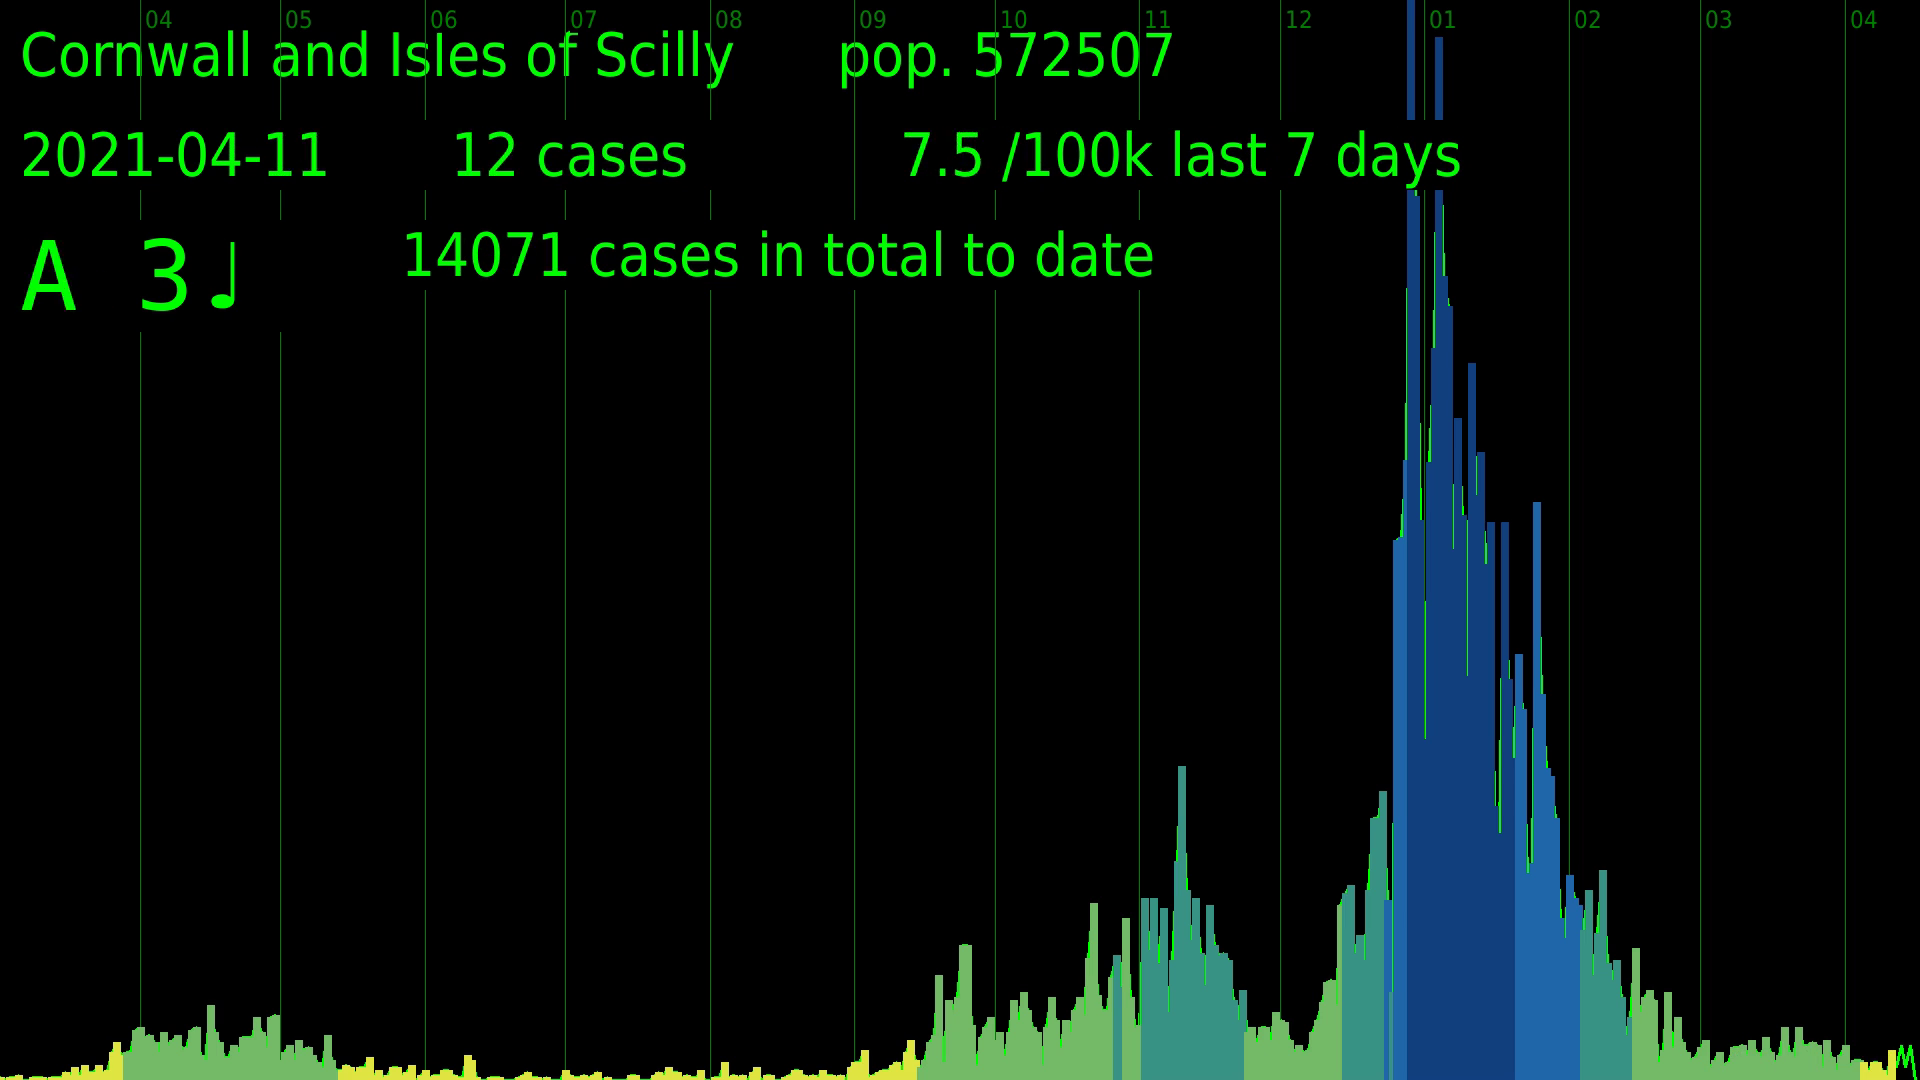 04 05 06 07 08 09 10 11 12 01 02 03 04
Cornwall and Isles of Scilly pop. 572507
2021-04-11 12 cases 7.5 /100k last 7 days
A 3♩ 14071 cases in total to date